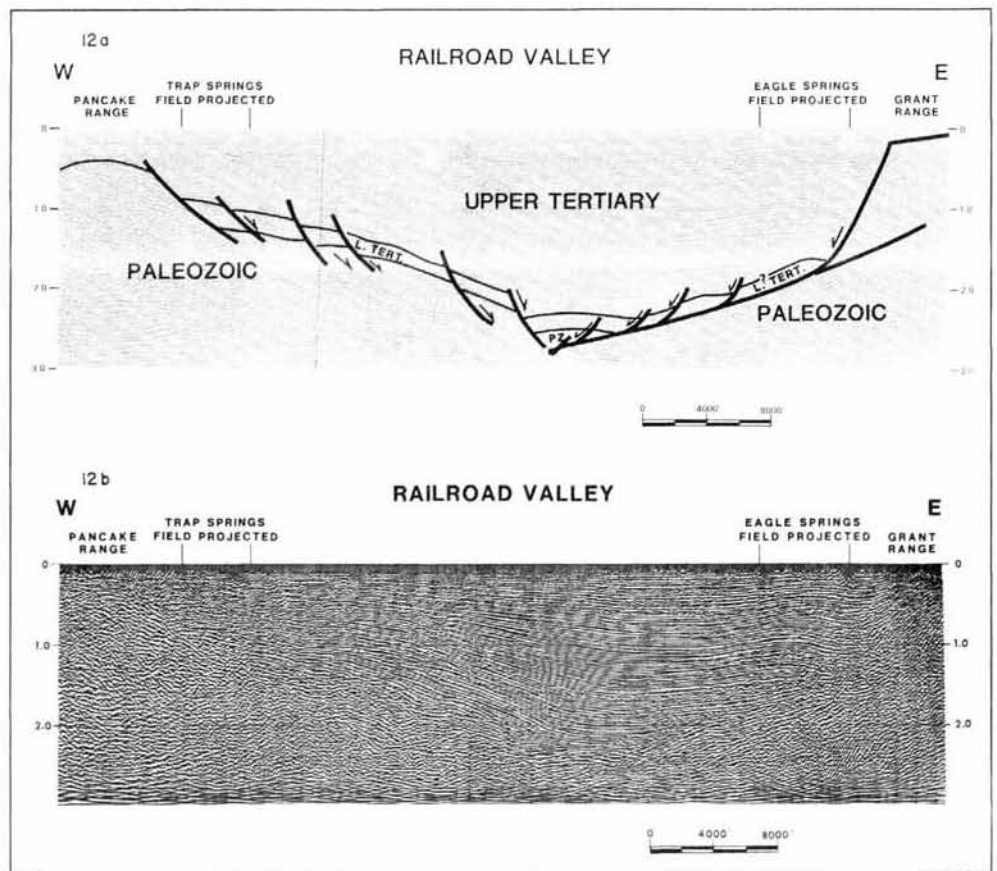 12a
RAILROAD VALLEY
W
E
TRAP SPRINGS
FIELD PROJECTED
EAGLE SPRINGS
FIELD PROJECTED
PANCAKE
RANGE
GRANT
RANGE
0
0
UPPER TERTIARY
1.0
1.0
L. TERT.
PALEOZOIC
?
L. TERT.
2.0
2.0
PALEOZOIC
PZ
3.0
0 4000' 8000'
12b
RAILROAD VALLEY
W
E
TRAP SPRINGS
FIELD PROJECTED
EAGLE SPRINGS
FIELD PROJECTED
PANCAKE
RANGE
GRANT
RANGE
0
0
1.0
1.0
2.0
2.0
0 4000' 8000'